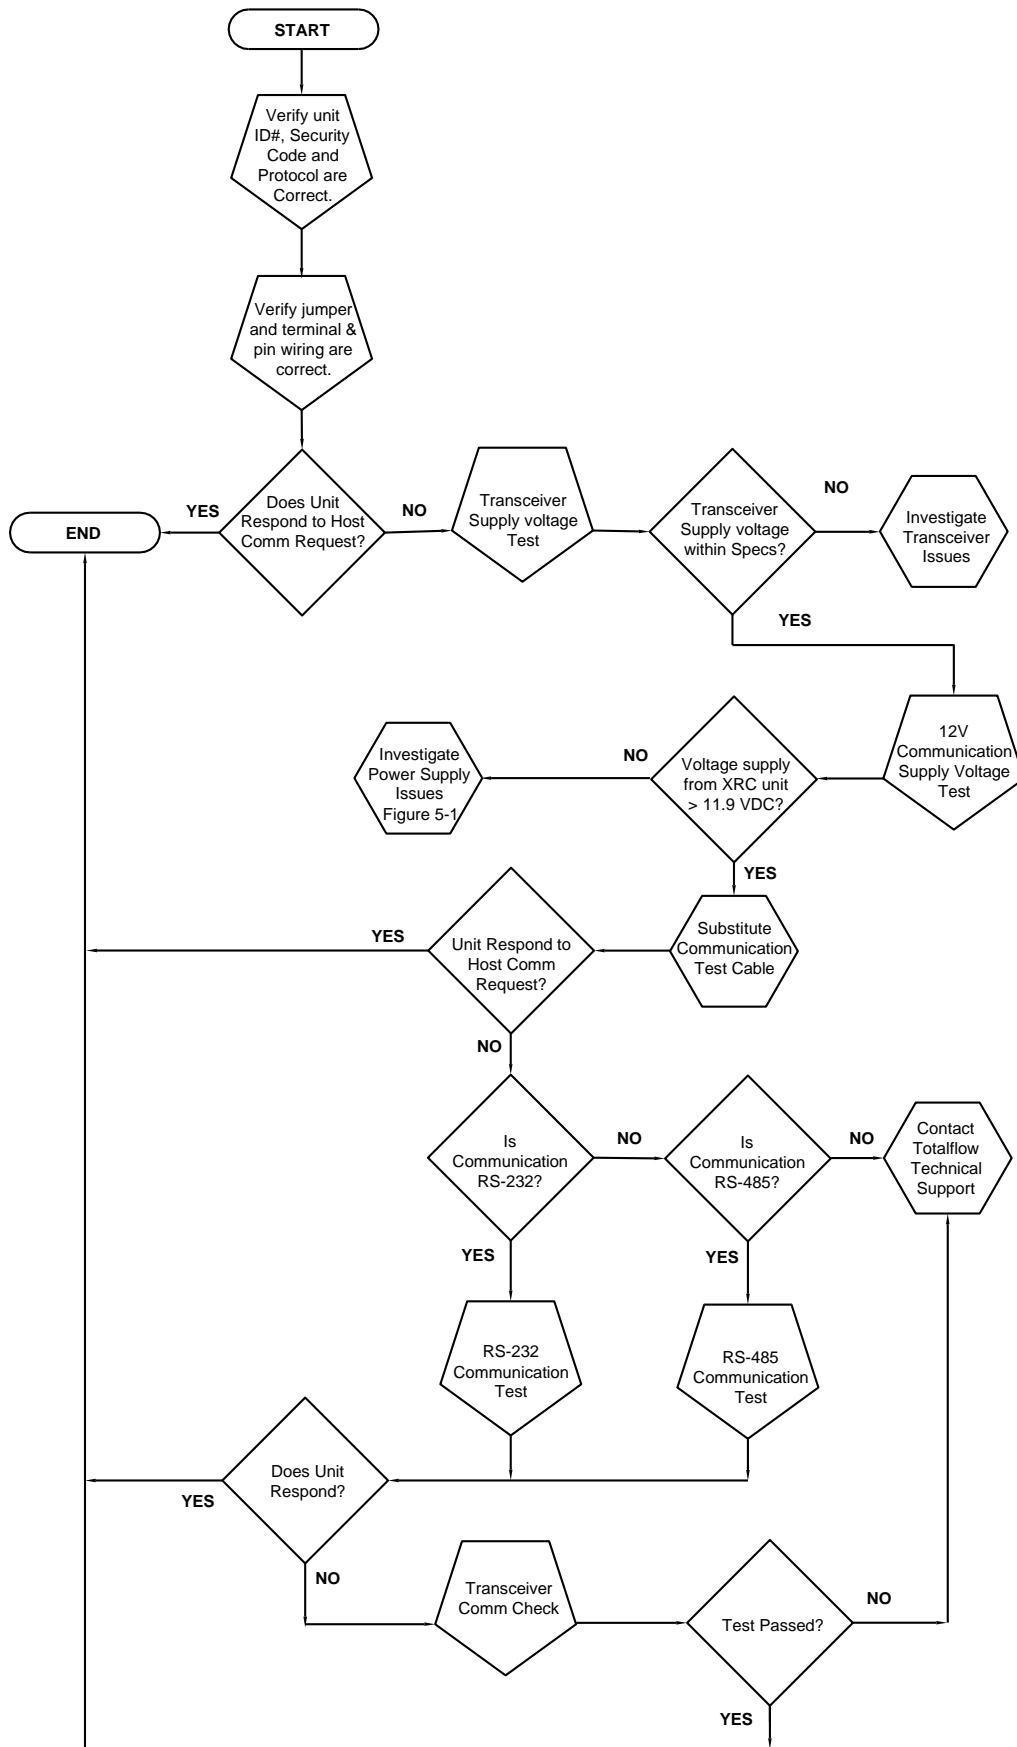 START
Verify unit
ID#, Security
Code and
Protocol are
Correct.
Verify jumper
and terminal &
pin wiring are
correct.
Does Unit
Respond to Host
Comm Request?
YES
NO
END
Transceiver
Supply voltage
Test
Transceiver
Supply voltage
within Specs?
NO
YES
Investigate
Transceiver
Issues
12V
Communication
Supply Voltage
Test
Voltage supply
from XRC unit
> 11.9 VDC?
NO
YES
Investigate
Power Supply
Issues
Figure 5-1
Substitute
Communication
Test Cable
Unit Respond to
Host Comm
Request?
YES
NO
Is
Communication
RS-232?
NO
YES
Is
Communication
RS-485?
NO
YES
Contact
Totalflow
Technical
Support
RS-232
Communication
Test
RS-485
Communication
Test
Does Unit
Respond?
YES
NO
Transceiver
Comm Check
Test Passed?
NO
YES